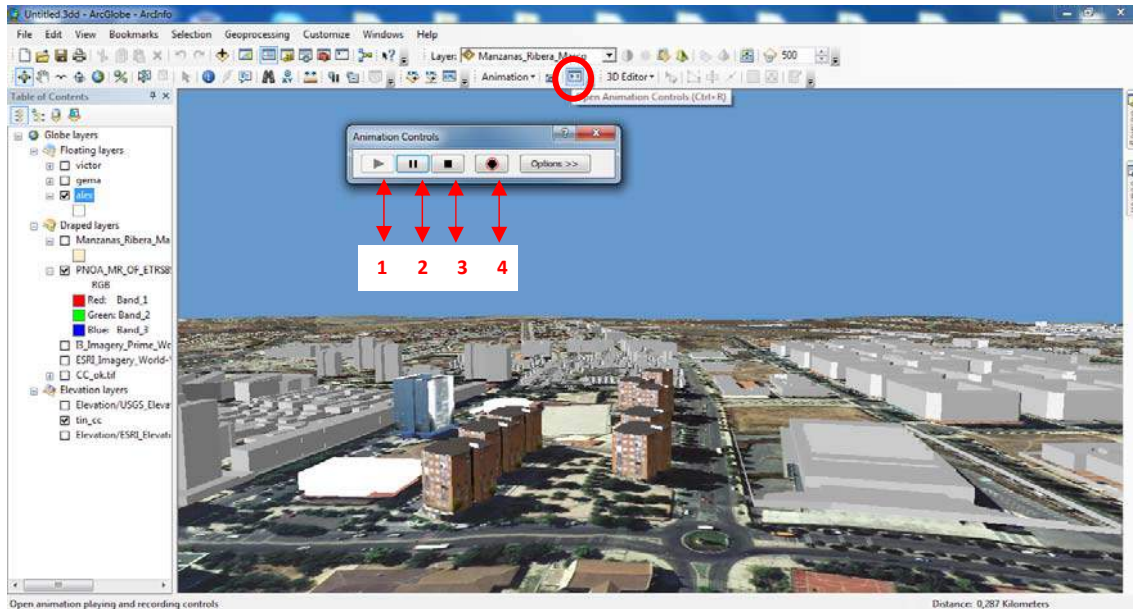 Untitled.3dd - ArcGlobe - ArcInfo
File Edit View Bookmarks Selection Geoprocessing Customize Windows Help
Layer: Manzanas_Ribera_Marco 500
Animation 3D Editor
Open Animation Controls (Ctrl+R)
Table of Contents
Globe layers
Floating layers
victor
gema
alex
Draped layers
Manzanas_Ribera_Ma
PNOA_MR_OF_ETRS89
RGB
Red: Band_1
Green: Band_2
Blue: Band_3
B_Imagery_Prime_Wo
ESRI_Imagery_World-
CC_ok.tif
Elevation layers
Elevation/USGS_Eleva
tin_cc
Elevation/ESRI_Elevati
Animation Controls
Options >>
1 2 3 4
Open animation playing and recording controls
Distance: 0,287 Kilometers